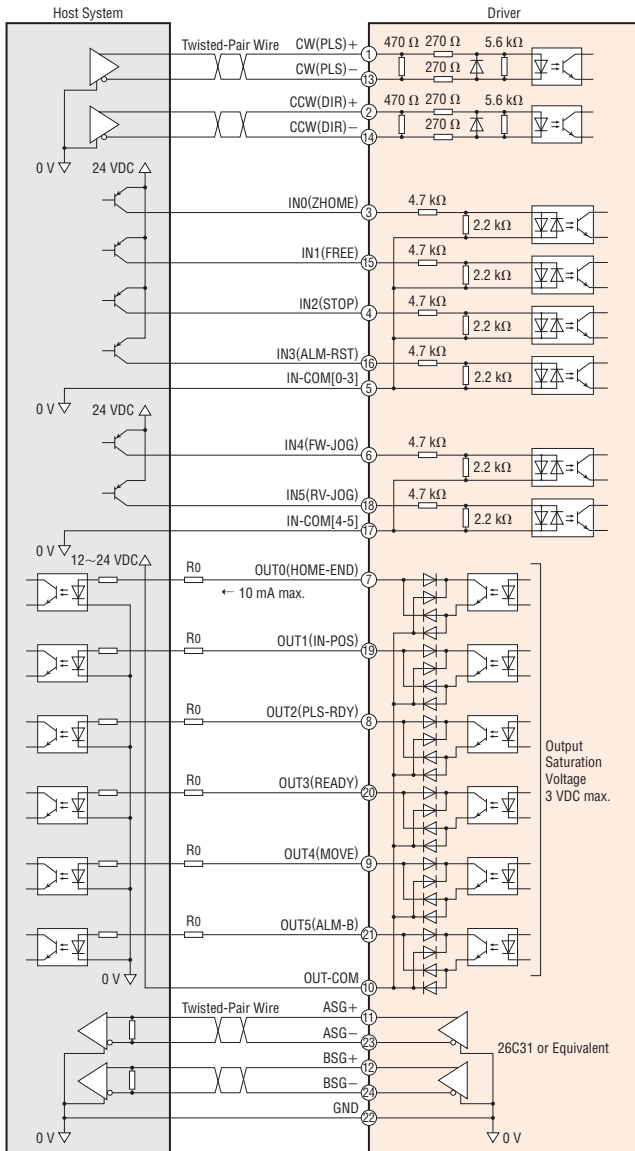 Host System Driver
Twisted-Pair Wire CW(PLS)+ 1 470 Ω 270 Ω 5.6 kΩ
CW(PLS)− 13 270 Ω
CCW(DIR)+ 2 470 Ω 270 Ω 5.6 kΩ
CCW(DIR)− 14 270 Ω
0 V 24 VDC
IN0(ZHOME) 3 4.7 kΩ
2.2 kΩ
IN1(FREE) 15 4.7 kΩ
2.2 kΩ
IN2(STOP) 4 4.7 kΩ
2.2 kΩ
IN3(ALM-RST) 16 4.7 kΩ
IN-COM[0-3] 5 2.2 kΩ
0 V 24 VDC
IN4(FW-JOG) 6 4.7 kΩ
2.2 kΩ
IN5(RV-JOG) 18 4.7 kΩ
IN-COM[4-5] 17 2.2 kΩ
0 V 12~24 VDC
R0 OUT0(HOME-END) 7
← 10 mA max.
R0 OUT1(IN-POS) 19
R0 OUT2(PLS-RDY) 8
Output
Saturation
Voltage
3 VDC max.
R0 OUT3(READY) 20
R0 OUT4(MOVE) 9
R0 OUT5(ALM-B) 21
0 V OUT-COM 10
Twisted-Pair Wire ASG+ 11
ASG− 23 26C31 or Equivalent
BSG+ 12
BSG− 24
GND 22
0 V 0 V